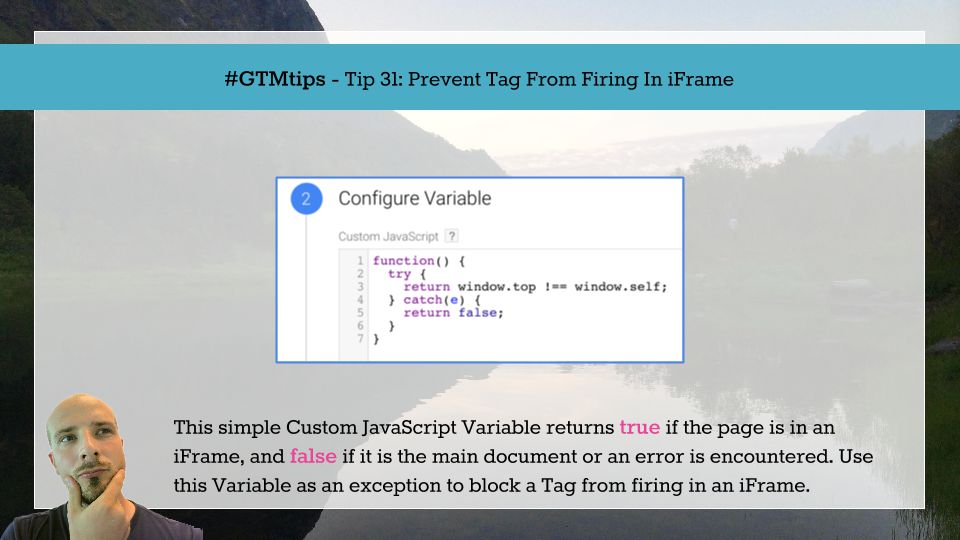 #GTMtips - Tip 31: Prevent Tag From Firing In iFrame
2 Configure Variable
Custom JavaScript ?
1 function() {
2 try {
3 return window.top !== window.self;
4 } catch(e) {
5 return false;
6 }
7 }
This simple Custom JavaScript Variable returns true if the page is in an
iFrame, and false if it is the main document or an error is encountered. Use
this Variable as an exception to block a Tag from firing in an iFrame.